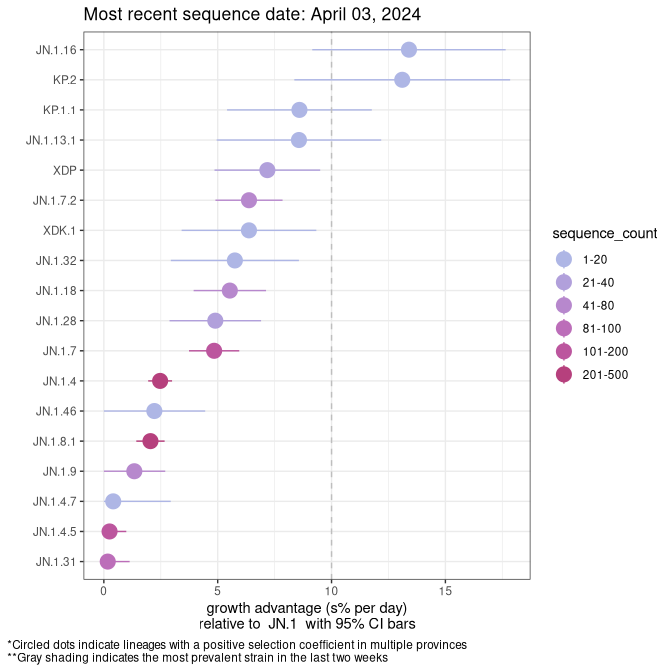 Most recent sequence date: April 03, 2024
JN.1.16
KP.2
KP.1.1
JN.1.13.1
XDP
JN.1.7.2
XDK.1
JN.1.32
JN.1.18
JN.1.28
JN.1.7
JN.1.4
JN.1.46
JN.1.8.1
JN.1.9
JN.1.4.7
JN.1.4.5
JN.1.31
0 5 10 15
growth advantage (s% per day)
relative to JN.1 with 95% CI bars
sequence_count
1-20
21-40
41-80
81-100
101-200
201-500
*Circled dots indicate lineages with a positive selection coefficient in multiple provinces
**Gray shading indicates the most prevalent strain in the last two weeks